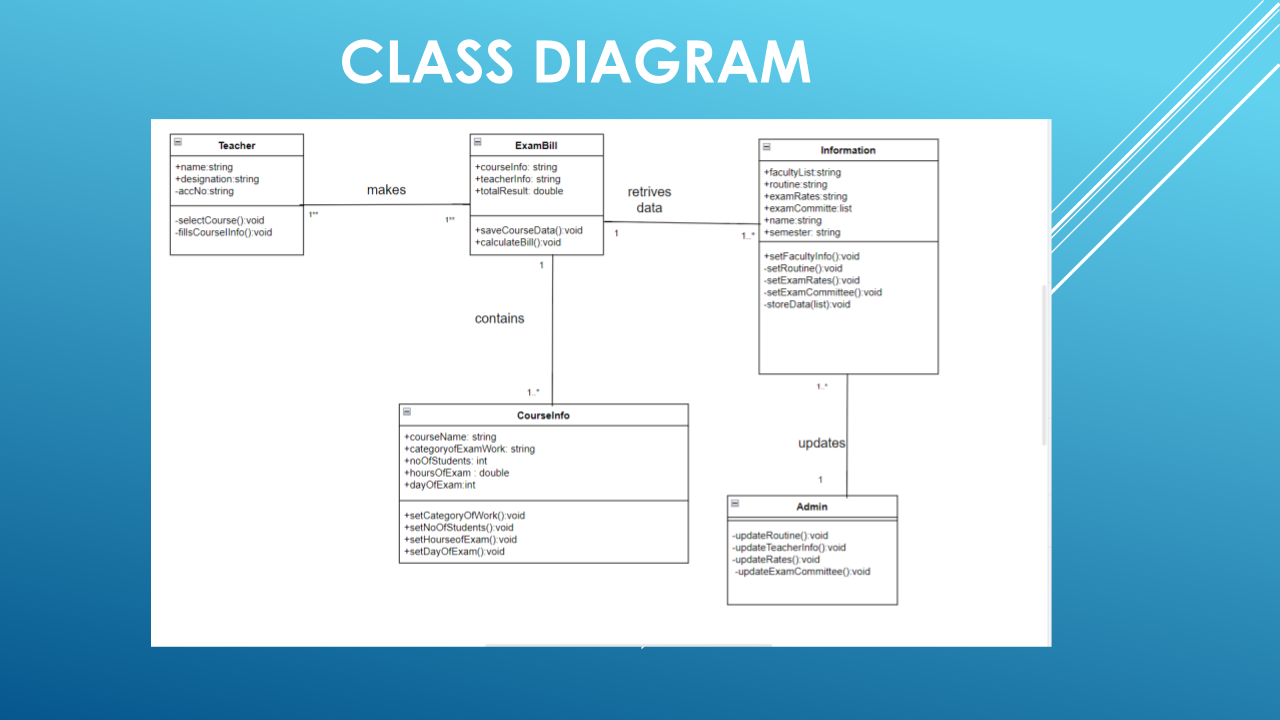 CLASS DIAGRAM
Teacher
+name:string
+designation:string
-accNo:string
-selectCourse():void
-fillsCourseIInfo():void
makes
1**
1**
ExamBill
+courseInfo: string
+teacherInfo: string
+totalResult: double
+saveCourseData():void
+calculateBill():void
retrives
data
1
1..*
Information
+facultyList:string
+routine:string
+examRates:string
+examCommitte:list
+name:string
+semester: string
+setFacultyInfo():void
-setRoutine():void
-setExamRates():void
-setExamCommittee():void
-storeData(list):void
1
contains
1..*
CourseInfo
+courseName: string
+categoryofExamWork: string
+noOfStudents: int
+hoursOfExam : double
+dayOfExam:int
+setCategoryOfWork():void
+setNoOfStudents():void
+setHourseofExam():void
+setDayOfExam():void
1..*
updates
1
Admin
-updateRoutine():void
-updateTeacherInfo():void
-updateRates():void
-updateExamCommittee():void